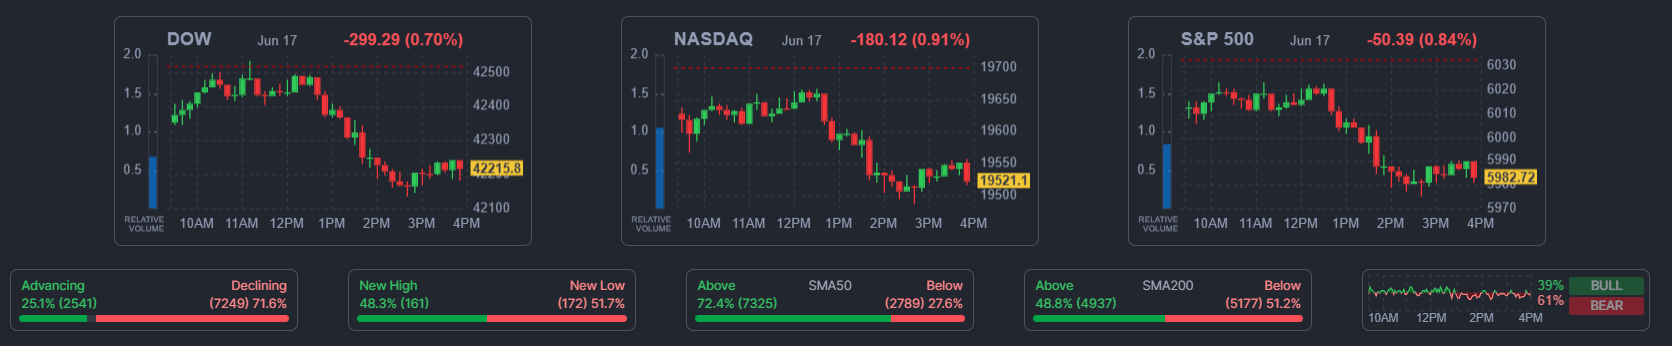 DOW Jun 17 -299.29 (0.70%)
2.0
1.5
1.0
0.5
RELATIVE
VOLUME
42500
42400
42300
42215.8
42200
42100
10AM 11AM 12PM 1PM 2PM 3PM 4PM
NASDAQ Jun 17 -180.12 (0.91%)
2.0
1.5
1.0
0.5
RELATIVE
VOLUME
19700
19650
19600
19550
19521.1
19500
10AM 11AM 12PM 1PM 2PM 3PM 4PM
S&P 500 Jun 17 -50.39 (0.84%)
2.0
1.5
1.0
0.5
RELATIVE
VOLUME
6030
6020
6010
6000
5990
5982.72
5980
5970
10AM 11AM 12PM 1PM 2PM 3PM 4PM
Advancing Declining
25.1% (2541) (7249) 71.6%
New High New Low
48.3% (161) (172) 51.7%
Above SMA50 Below
72.4% (7325) (2789) 27.6%
Above SMA200 Below
48.8% (4937) (5177) 51.2%
39% BULL
61% BEAR
10AM 12PM 2PM 4PM